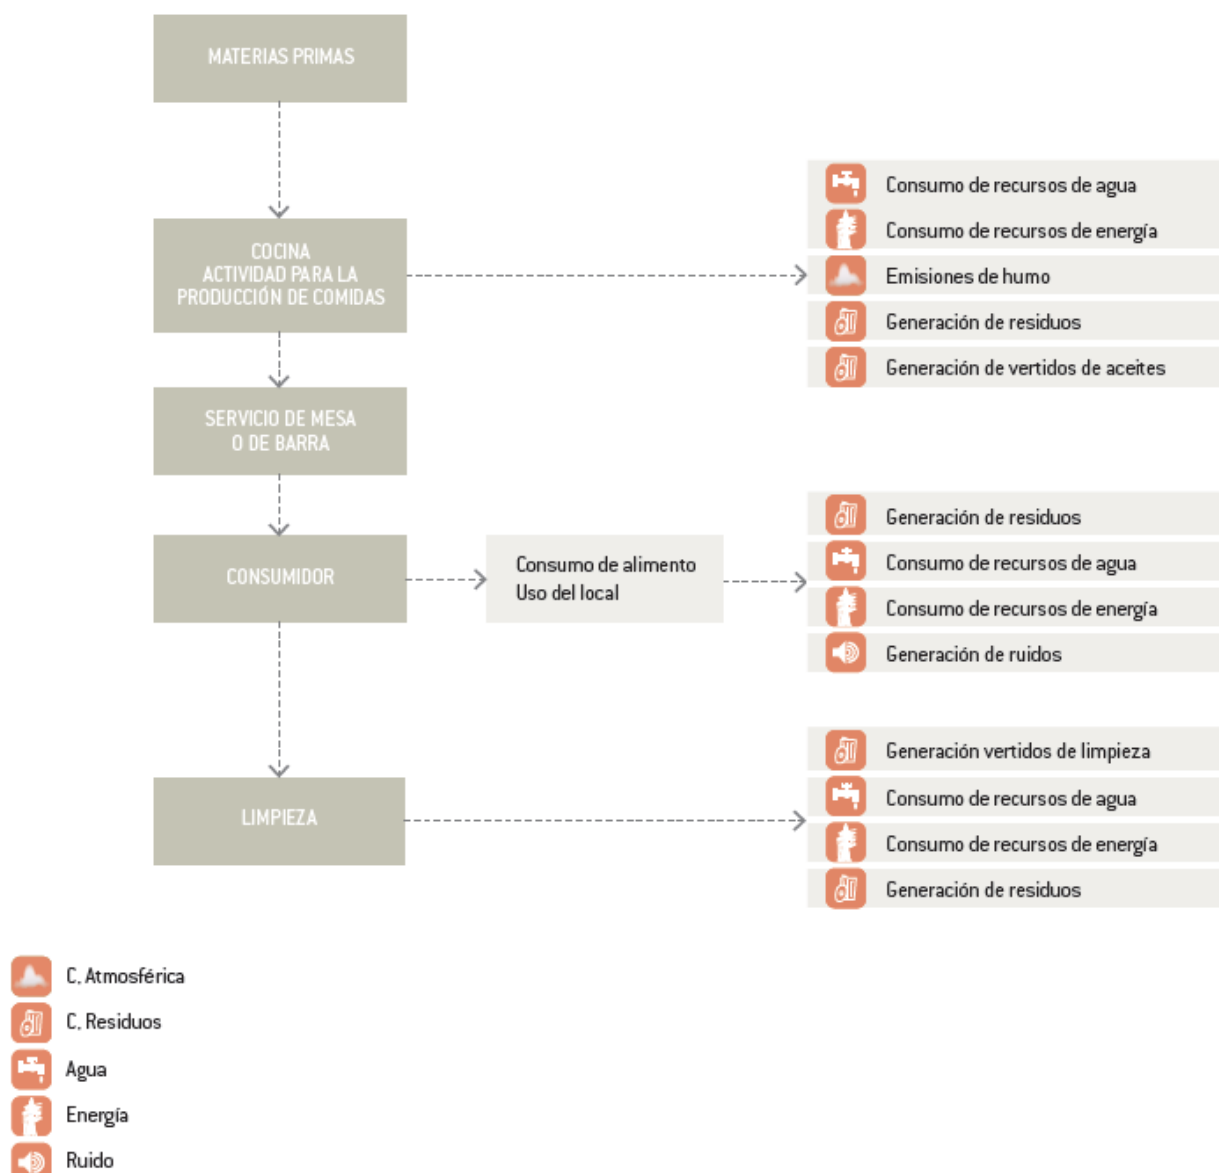 MATERIAS PRIMAS
COCINA
ACTIVIDAD PARA LA
PRODUCCIÓN DE COMIDAS
Consumo de recursos de agua
Consumo de recursos de energía
Emisiones de humo
Generación de residuos
Generación de vertidos de aceites
SERVICIO DE MESA
O DE BARRA
CONSUMIDOR
Consumo de alimento
Uso del local
Generación de residuos
Consumo de recursos de agua
Consumo de recursos de energía
Generación de ruidos
LIMPIEZA
Generación vertidos de limpieza
Consumo de recursos de agua
Consumo de recursos de energía
Generación de residuos
C, Atmosférica
C, Residuos
Agua
Energía
Ruido